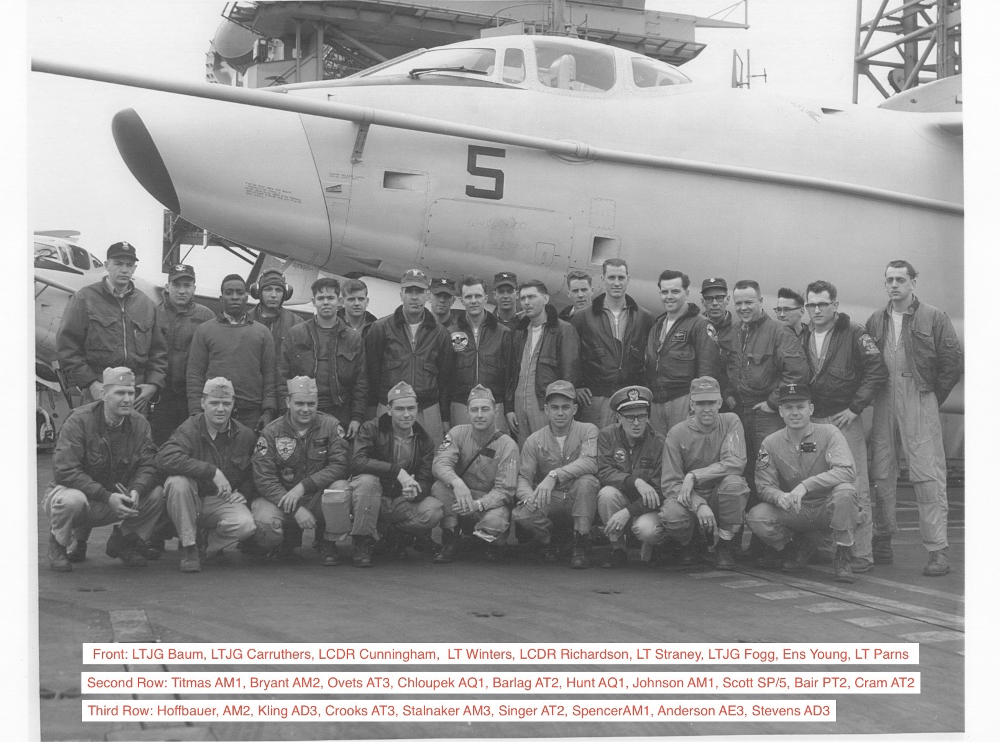 5
Front: LTJG Baum, LTJG Carruthers, LCDR Cunningham,  LT Winters, LCDR Richardson, LT Straney, LTJG Fogg, Ens Young, LT Parns
Second Row: Titmas AM1, Bryant AM2, Ovets AT3, Chloupek AQ1, Barlag AT2, Hunt AQ1, Johnson AM1, Scott SP/5, Bair PT2, Cram AT2
Third Row: Hoffbauer, AM2, Kling AD3, Crooks AT3, Stalnaker AM3, Singer AT2, SpencerAM1, Anderson AE3, Stevens AD3